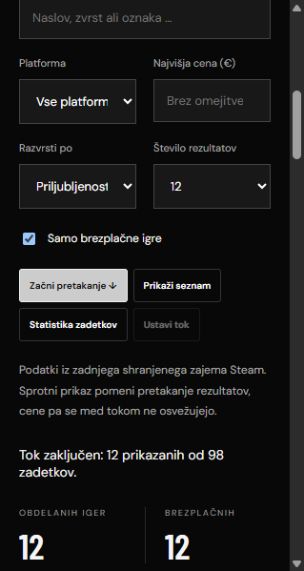 Naslov, zvrst ali oznaka ...
Platforma
Najvišja cena (€)
Vse platform
Brez omejitve
Razvrsti po
Število rezultatov
Priljubljenost
12
Samo brezplačne igre
Začni pretakanje ↓
Prikaži seznam
Statistika zadetkov
Ustavi tok
Podatki iz zadnjega shranjenega zajema Steam.
Sprotni prikaz pomeni pretakanje rezultatov,
cene pa se med tokom ne osvežujejo.
Tok zaključen: 12 prikazanih od 98
zadetkov.
OBDELANIH IGER
BREZPLAČNIH
12
12